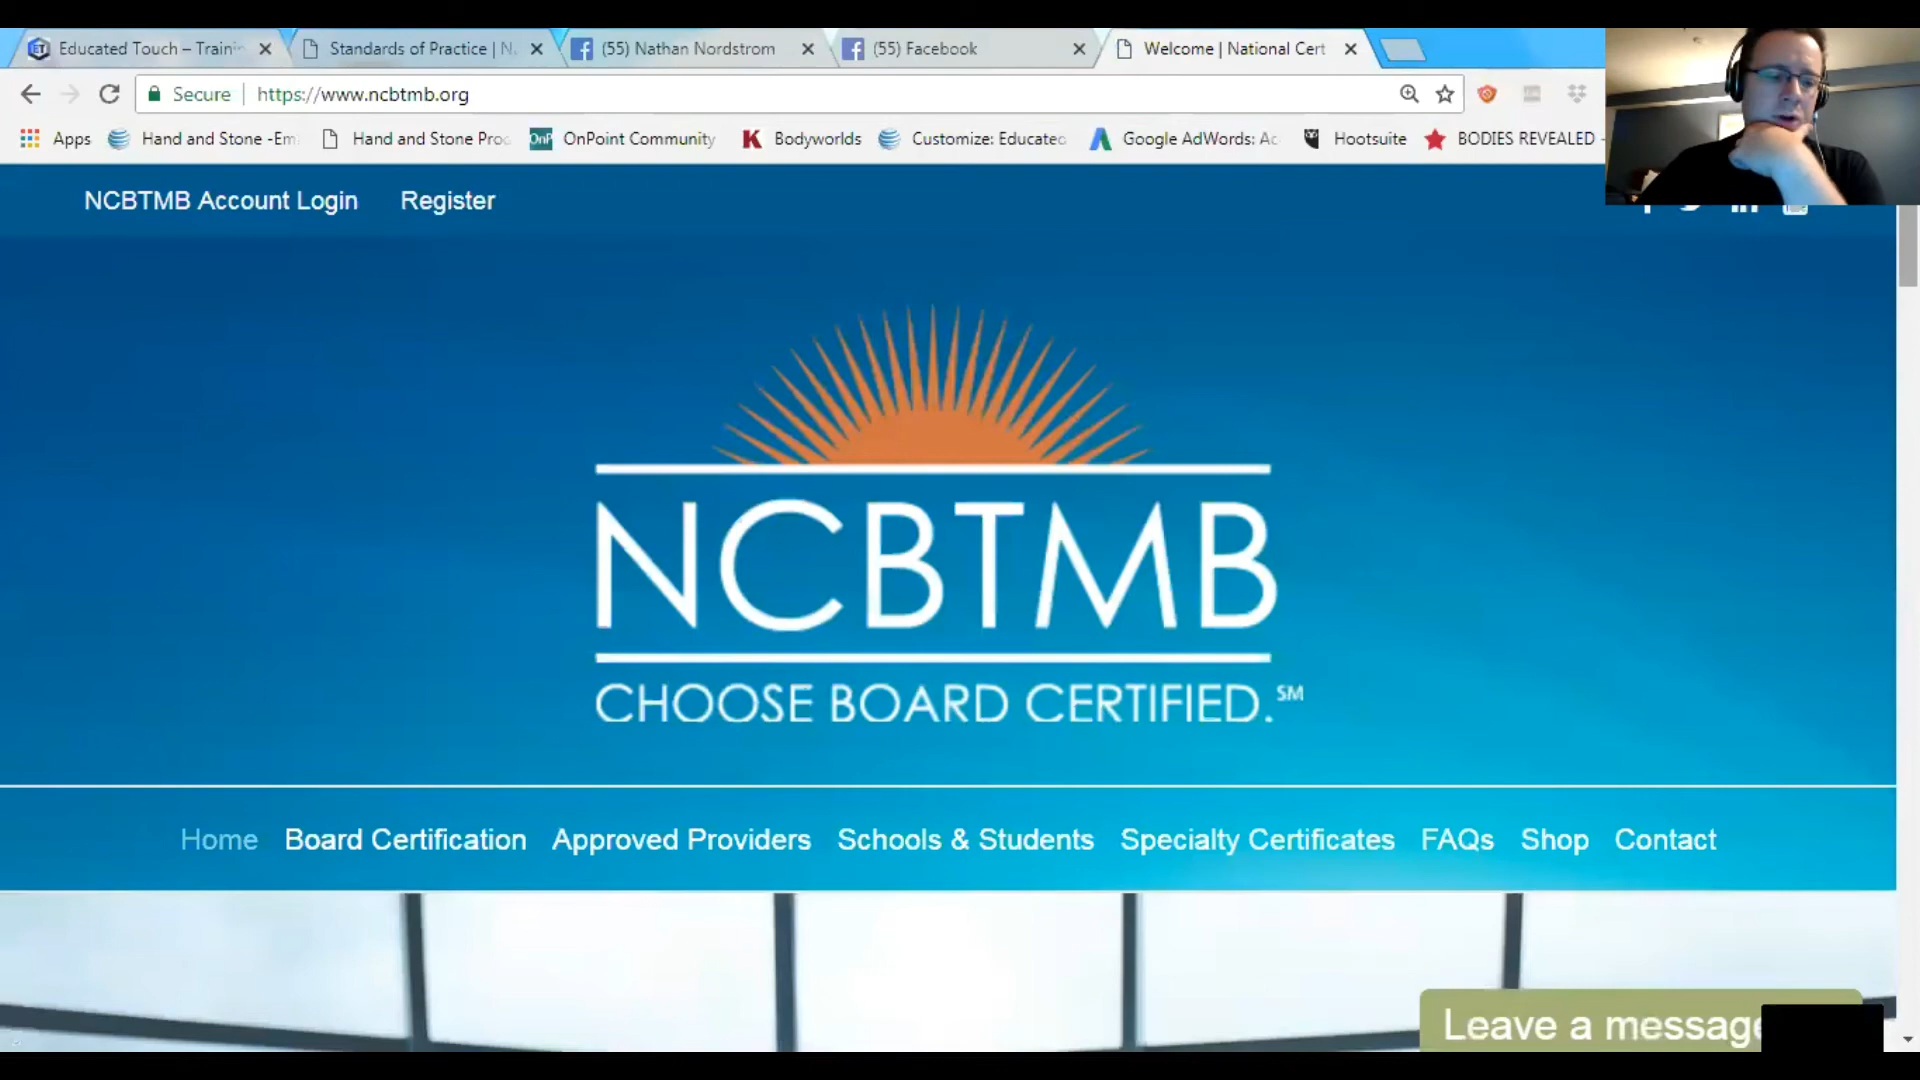 Educated Touch – Trainin
Standards of Practice | N
(55) Nathan Nordstrom
(55) Facebook
Welcome | National Cert
Secure
https://www.ncbtmb.org
Apps
Hand and Stone -Em
Hand and Stone Pro
OnP
OnPoint Community
K
Bodyworlds
Customize: Educated
Google AdWords: Ac
Hootsuite
BODIES REVEALED -
NCBTMB Account Login
Register
NCBTMB
CHOOSE BOARD CERTIFIED.℠
Home
Board Certification
Approved Providers
Schools & Students
Specialty Certificates
FAQs
Shop
Contact
Leave a message